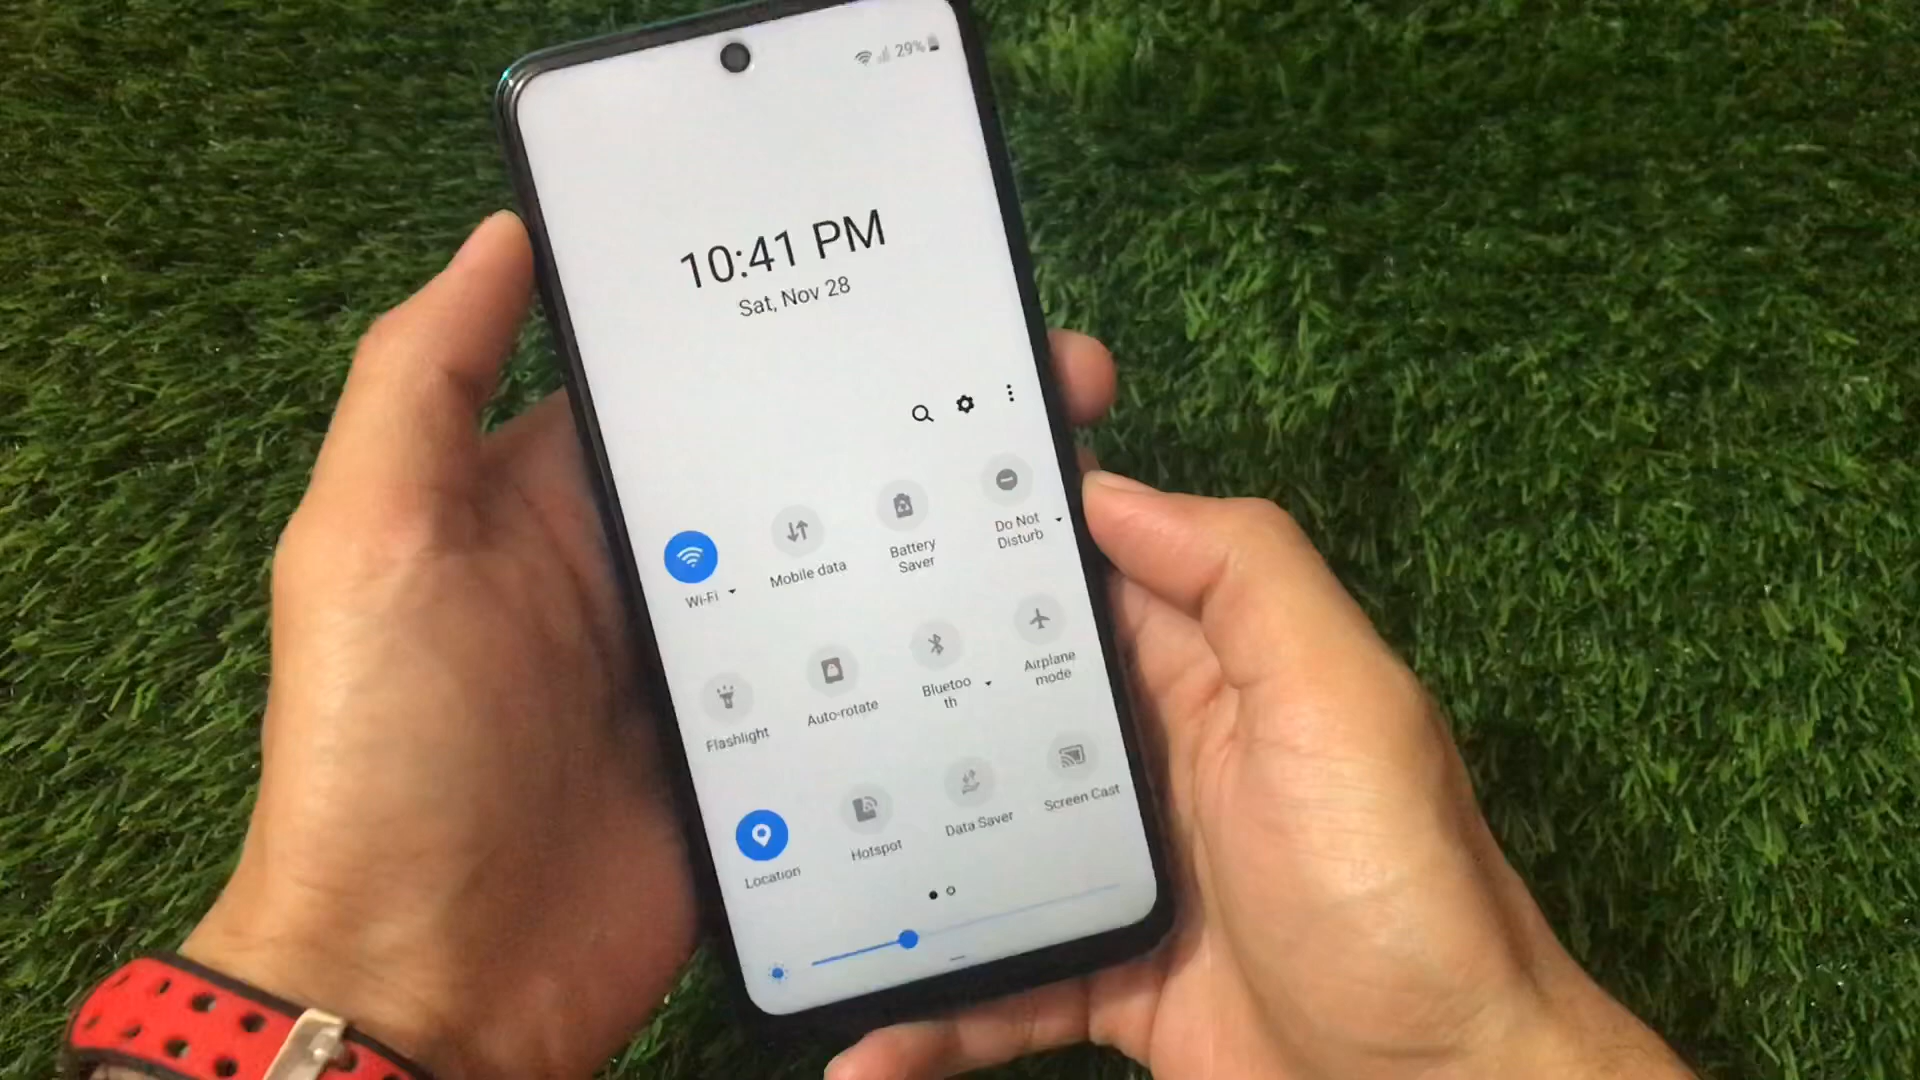 29%
10:41 PM
Sat, Nov 28
Wi-Fi
Mobile data
Battery
Saver
Do Not
Disturb
Flashlight
Auto-rotate
Bluetoo
th
Airplane
mode
Location
Hotspot
Data Saver
Screen Cast